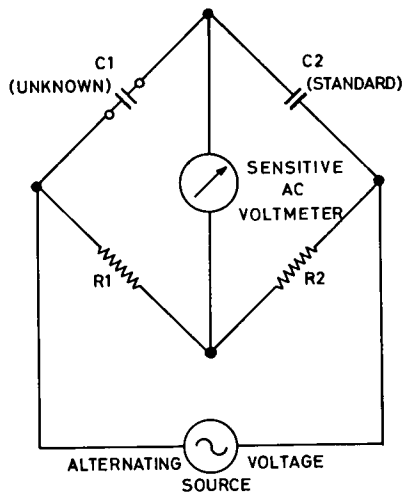 C1
(UNKNOWN)
C2
(STANDARD)
SENSITIVE
AC
VOLTMETER
R1
R2
ALTERNATING VOLTAGE
SOURCE